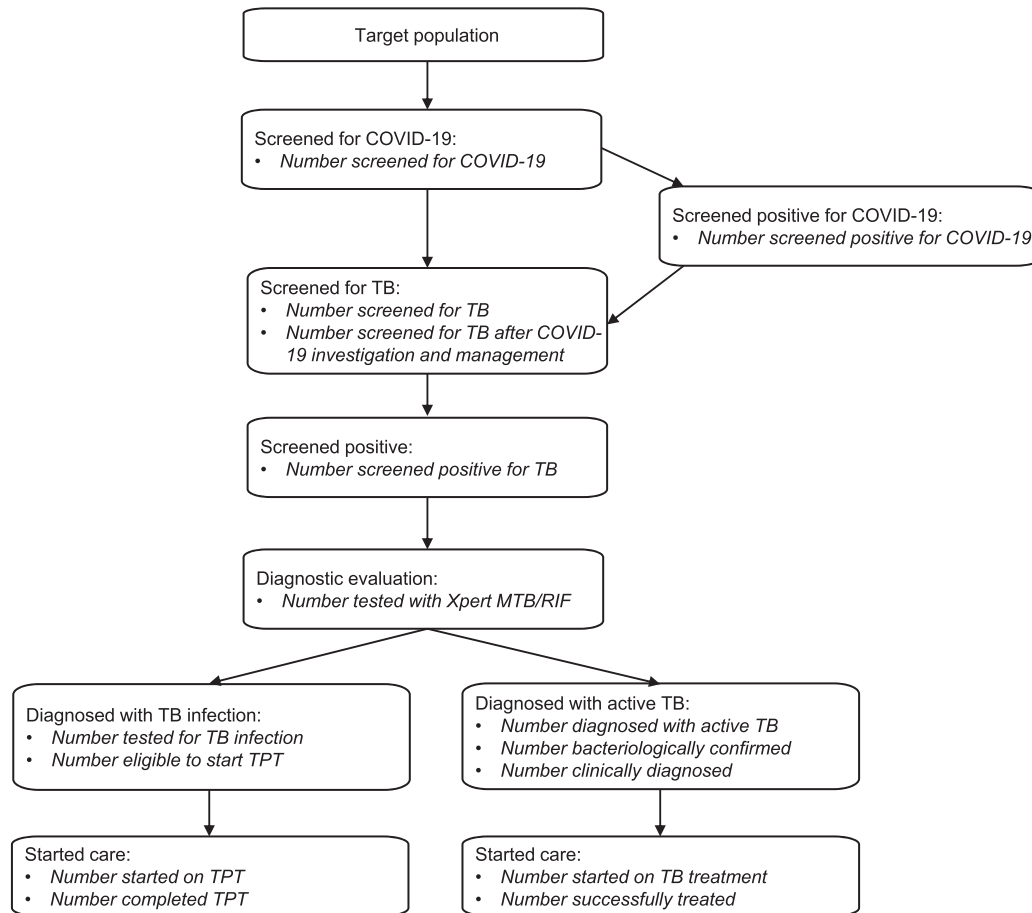 Target population
Screened for COVID-19:
• Number screened for COVID-19
Screened positive for COVID-19:
• Number screened positive for COVID-19
Screened for TB:
• Number screened for TB
• Number screened for TB after COVID-
19 investigation and management
Screened positive:
• Number screened positive for TB
Diagnostic evaluation:
• Number tested with Xpert MTB/RIF
Diagnosed with TB infection:
• Number tested for TB infection
• Number eligible to start TPT
Diagnosed with active TB:
• Number diagnosed with active TB
• Number bacteriologically confirmed
• Number clinically diagnosed
Started care:
• Number started on TPT
• Number completed TPT
Started care:
• Number started on TB treatment
• Number successfully treated